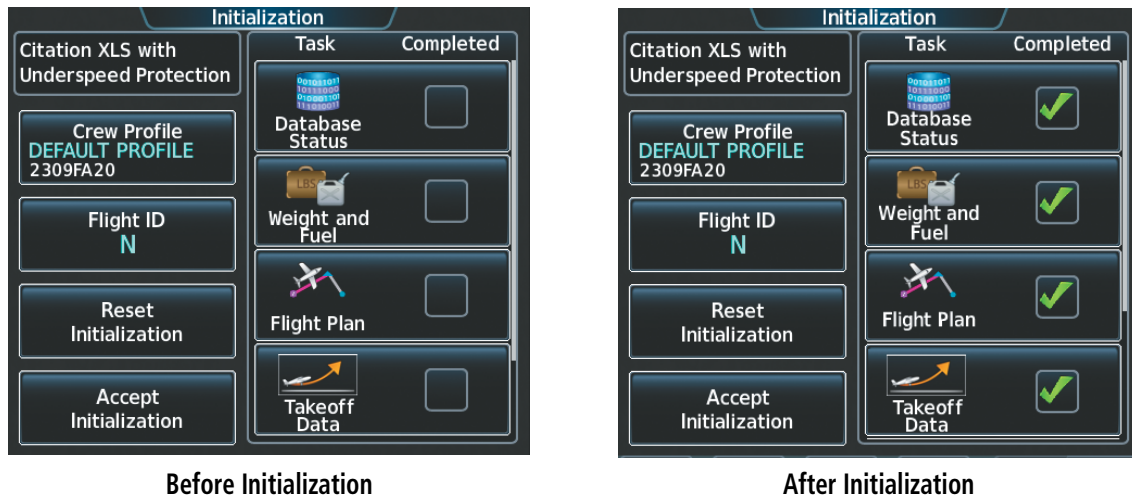 Initialization
Citation XLS with
Underspeed Protection
Crew Profile
DEFAULT PROFILE
2309FA20
Flight ID
N
Reset
Initialization
Accept
Initialization
Task Completed
Database
Status
LBS
Weight and
Fuel
Flight Plan
Takeoff
Data
Before Initialization
Initialization
Citation XLS with
Underspeed Protection
Crew Profile
DEFAULT PROFILE
2309FA20
Flight ID
N
Reset
Initialization
Accept
Initialization
Task Completed
Database
Status
LBS
Weight and
Fuel
Flight Plan
Takeoff
Data
After Initialization